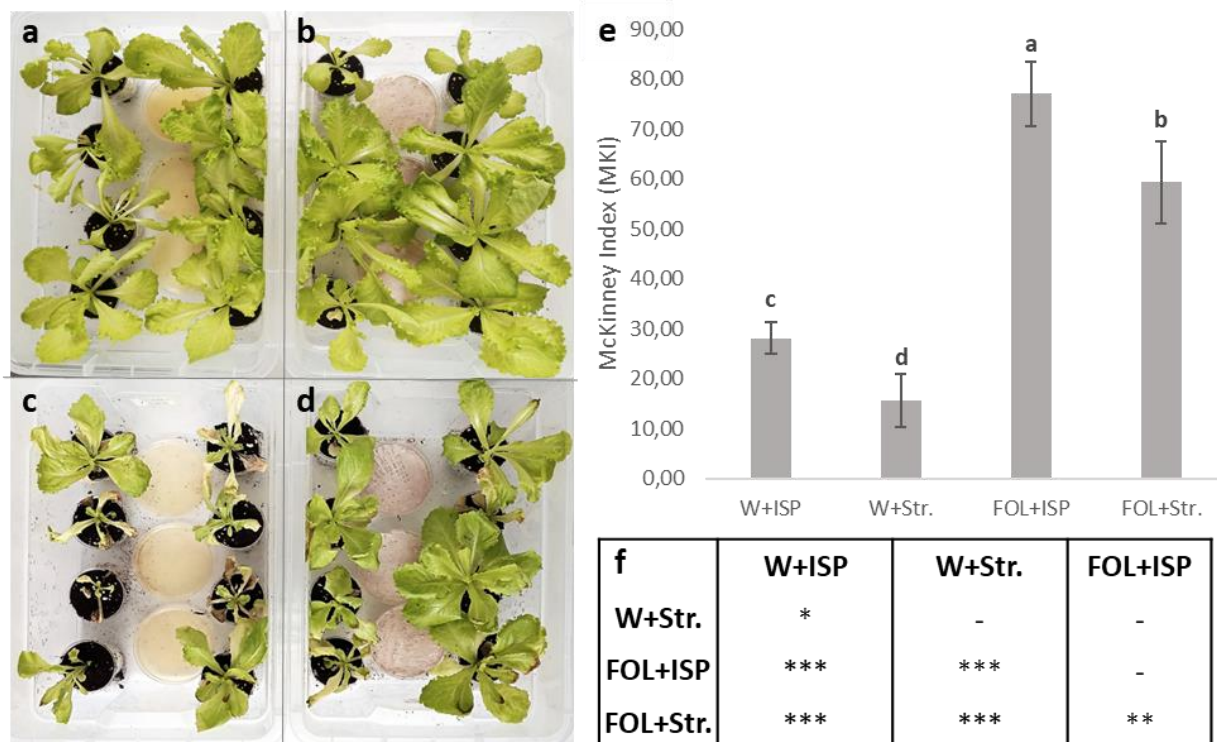 a
b
c
d
e
McKinney Index (MKI)
90,00
80,00
70,00
60,00
50,00
40,00
30,00
20,00
10,00
0,00
c
d
a
b
W+ISP W+Str. FOL+ISP FOL+Str.
f W+ISP W+Str. FOL+ISP
W+Str. * - -
FOL+ISP *** *** -
FOL+Str. *** *** **